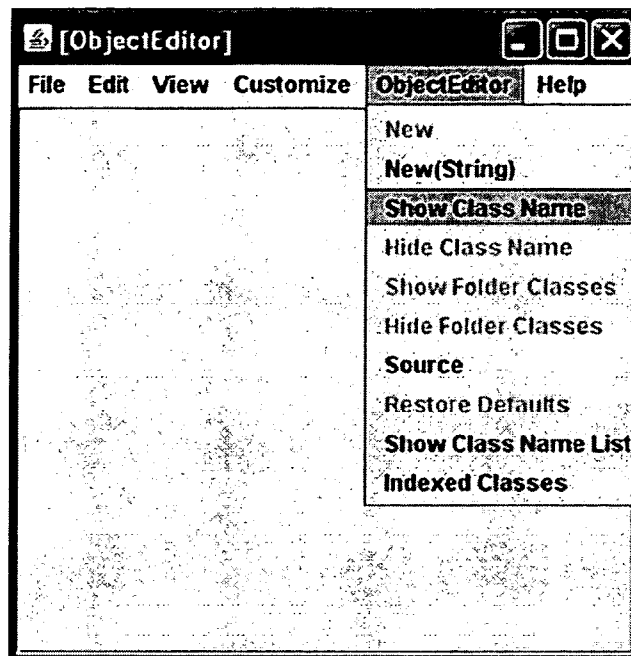 [ObjectEditor]
File Edit View Customize ObjectEditor Help
New
New(String)
Show Class Name
Hide Class Name
Show Folder Classes
Hide Folder Classes
Source
Restore Defaults
Show Class Name List
Indexed Classes